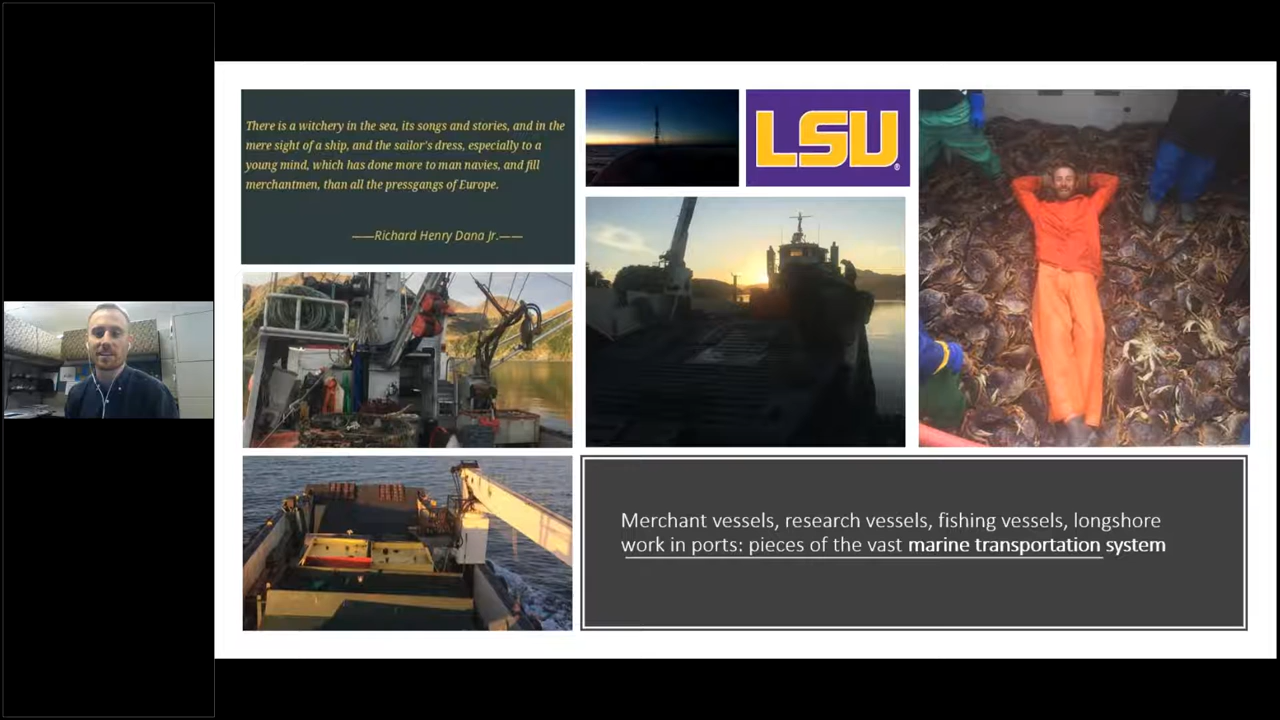 There is a witchery in the sea, its songs and stories, and in the
mere sight of a ship, and the sailor's dress, especially to a
young mind, which has done more to man navies, and fill
merchantmen, than all the pressgangs of Europe.
——Richard Henry Dana Jr.——
LSU®
Merchant vessels, research vessels, fishing vessels, longshore
work in ports: pieces of the vast marine transportation system